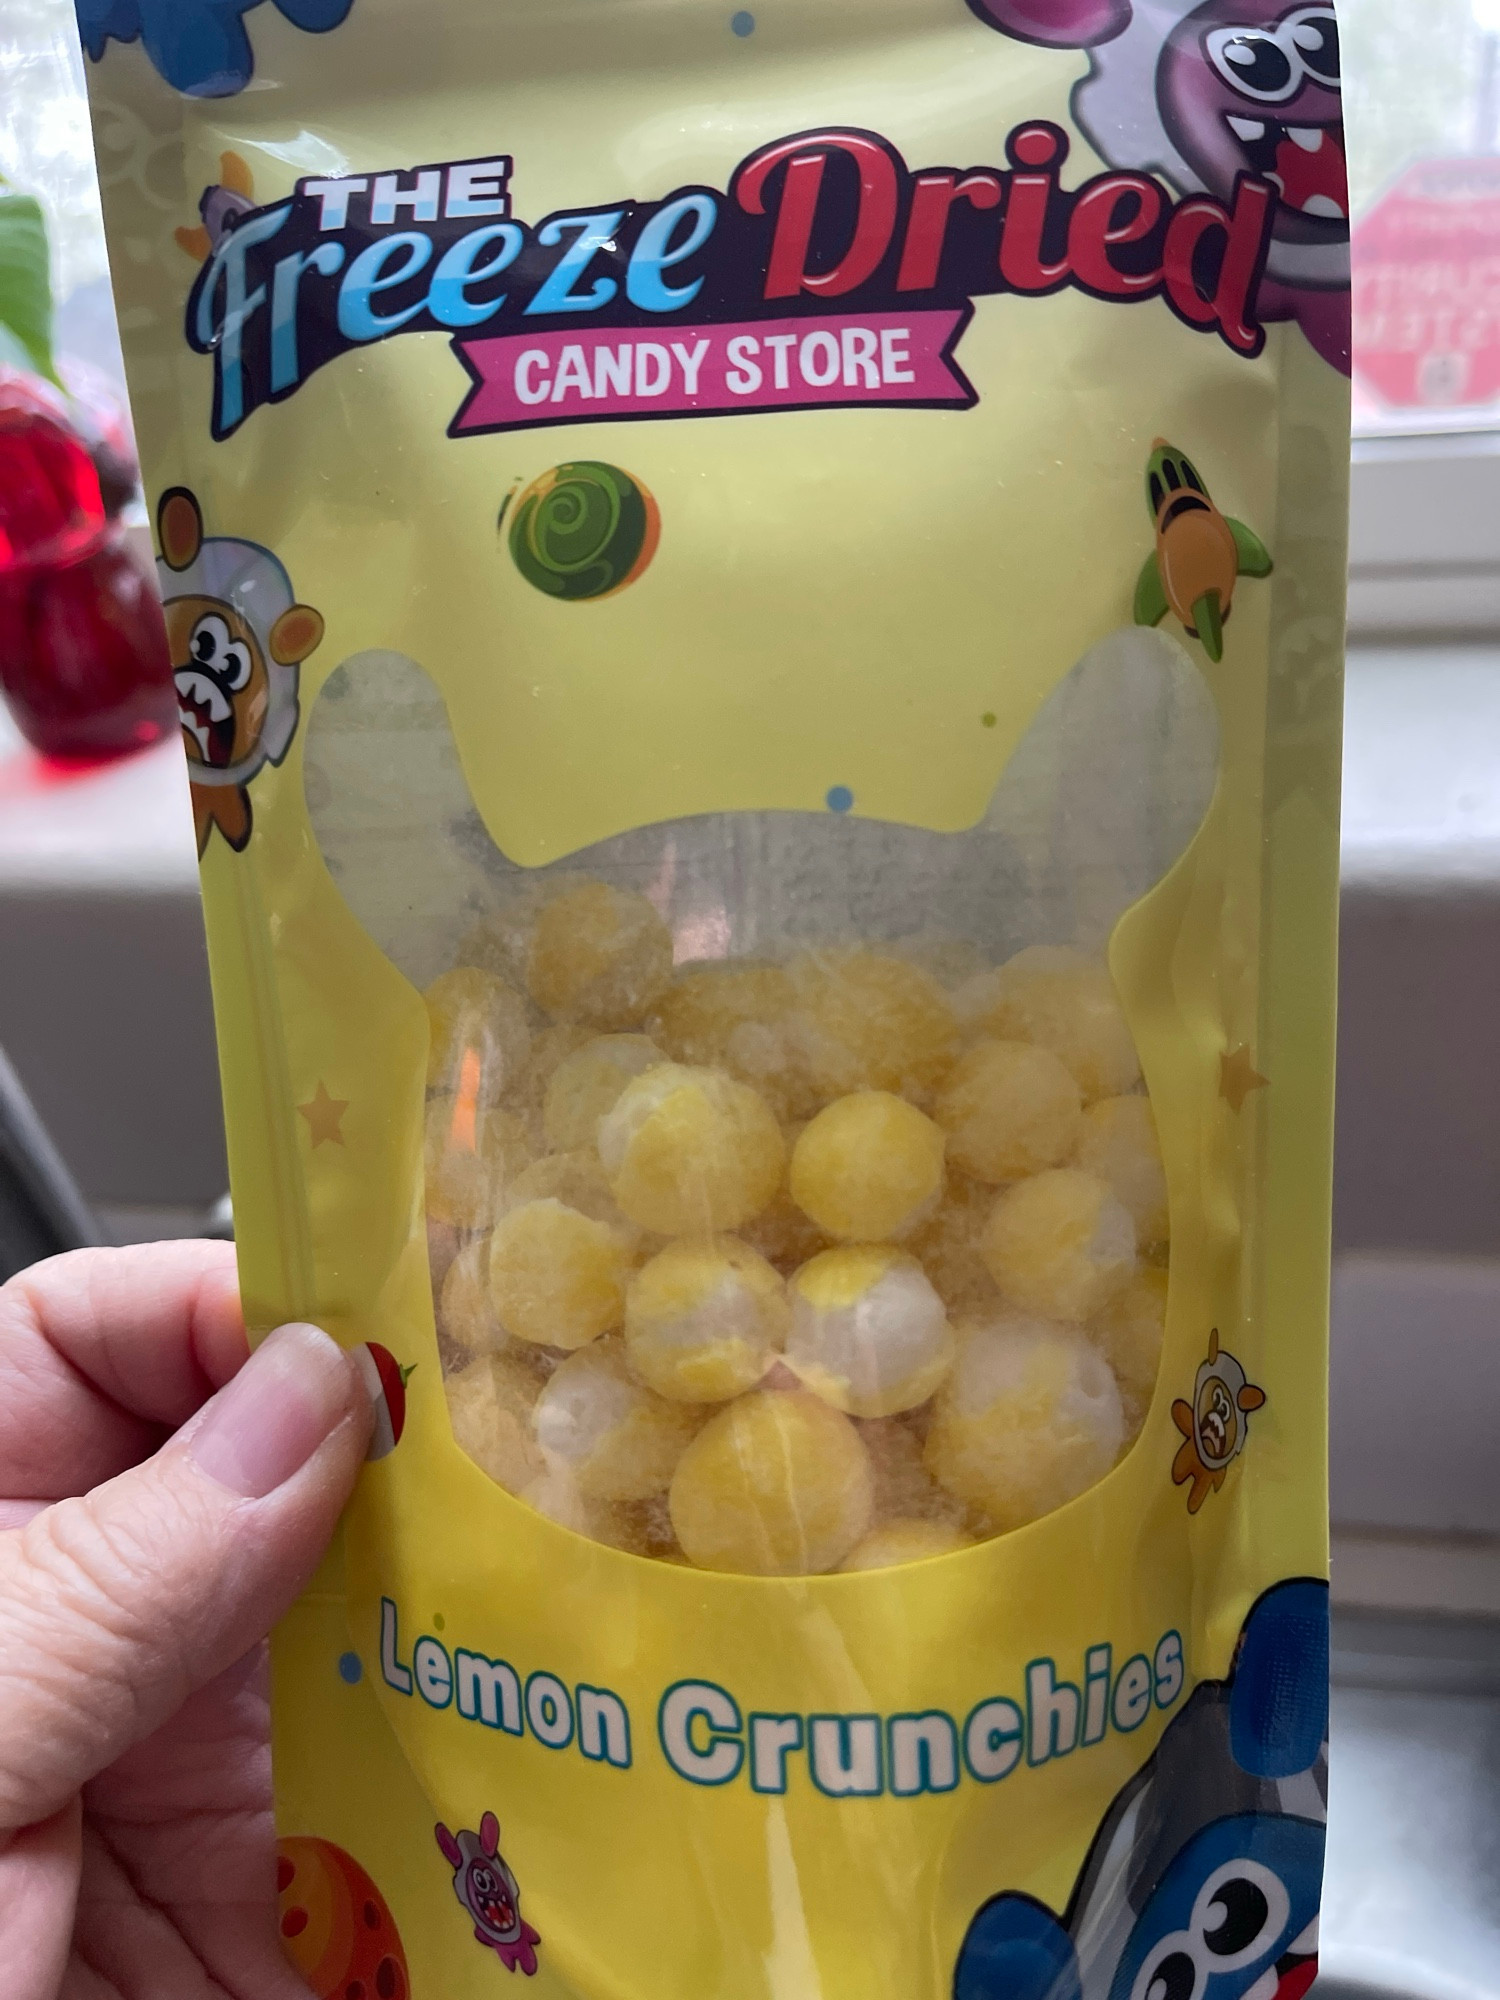 THE
Freeze Dried
CANDY STORE
Lemon Crunchies